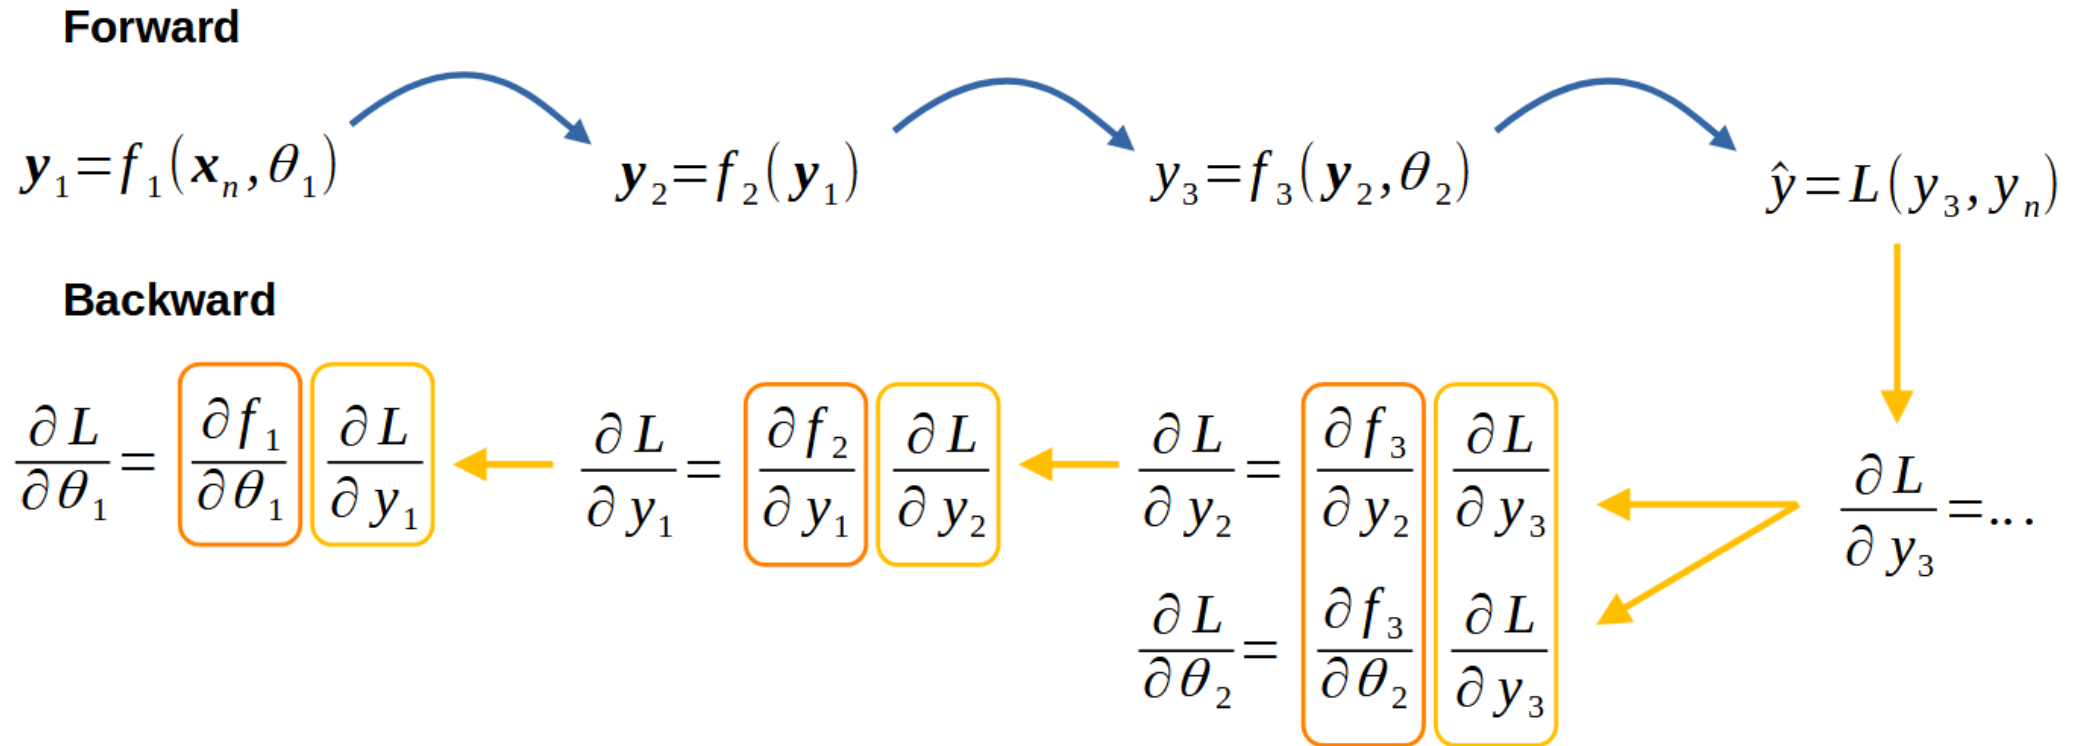 Forward
y₁=f₁(xₙ,θ₁)
y₂=f₂(y₁)
y₃=f₃(y₂,θ₂)
ŷ=L(y₃,yₙ)
Backward
∂L/∂θ₁= ∂f₁/∂θ₁ ∂L/∂y₁
∂L/∂y₁= ∂f₂/∂y₁ ∂L/∂y₂
∂L/∂y₂= ∂f₃/∂y₂ ∂L/∂y₃
∂L/∂y₃=...
∂L/∂θ₂= ∂f₃/∂θ₂ ∂L/∂y₃